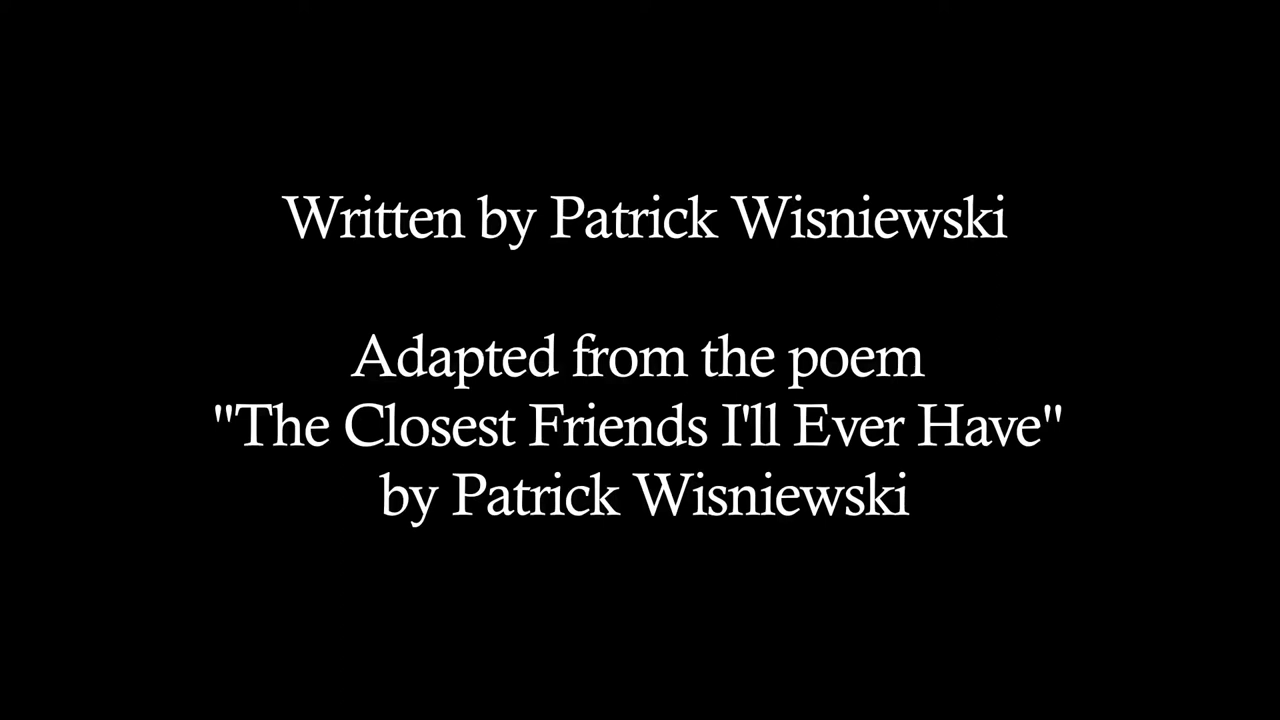 Written by Patrick Wisniewski
Adapted from the poem
"The Closest Friends I'll Ever Have"
by Patrick Wisniewski